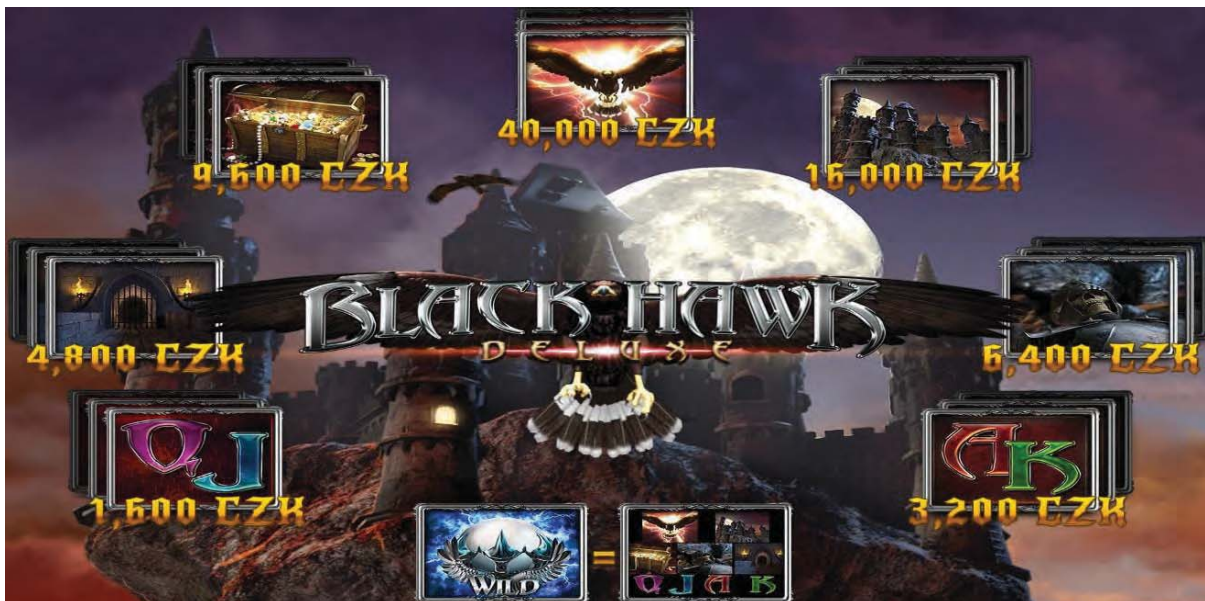 40,000 CZK
9,600 CZK
16,000 CZK
BLACK HAWK
DELUXE
4,800 CZK
6,400 CZK
QJ
1,600 CZK
AK
3,200 CZK
WILD
=
Q J A K